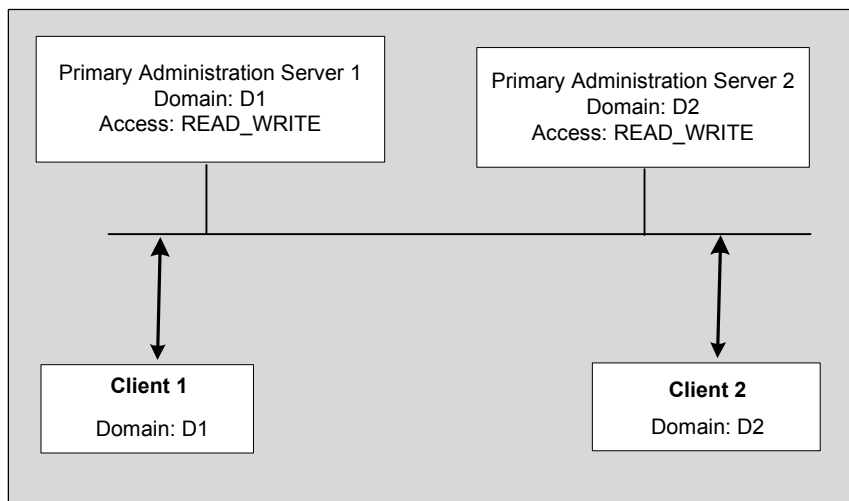 Primary Administration Server 1
Domain: D1
Access: READ_WRITE
Primary Administration Server 2
Domain: D2
Access: READ_WRITE
Client 1
Domain: D1
Client 2
Domain: D2